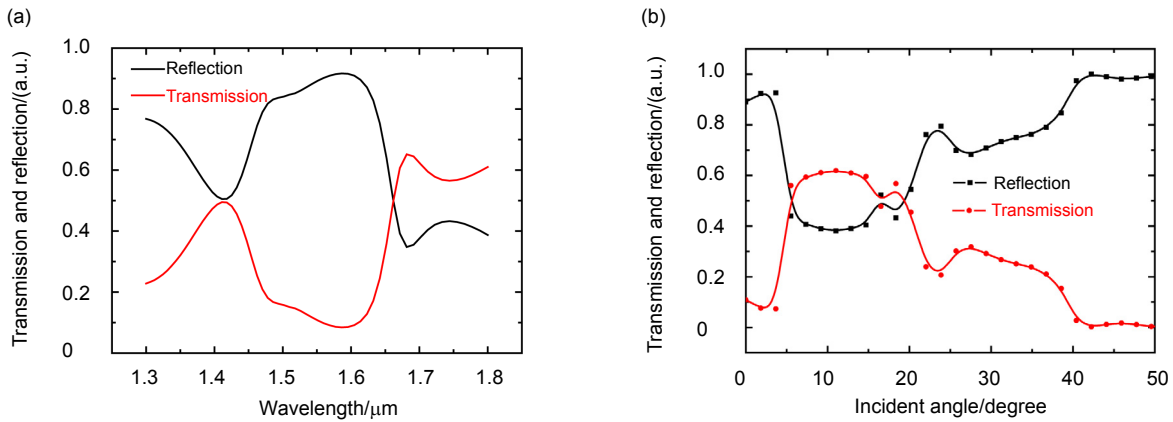 (a)
Transmission and reflection/(a.u.)
1.0
0.8
0.6
0.4
0.2
0
Reflection
Transmission
1.3 1.4 1.5 1.6 1.7 1.8
Wavelength/μm
(b)
Transmission and reflection/(a.u.)
1.0
0.8
0.6
0.4
0.2
0
Reflection
Transmission
0 10 20 30 40 50
Incident angle/degree